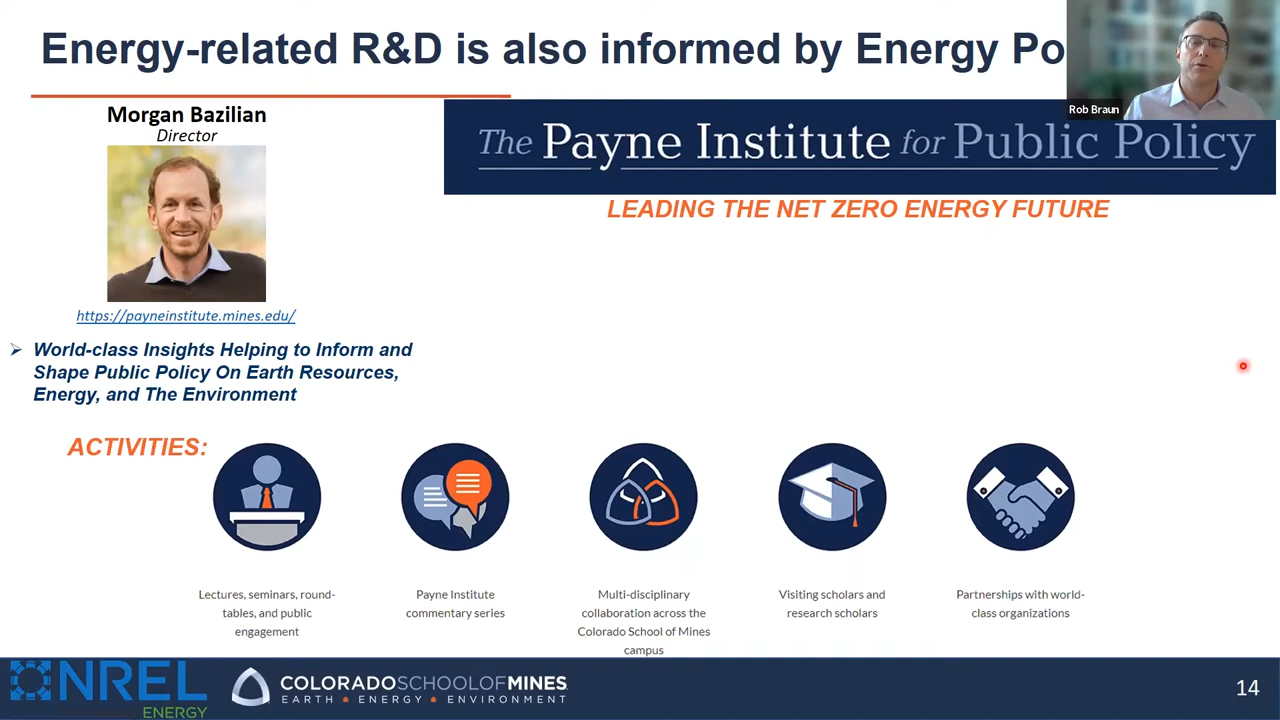 Energy-related R&D is also informed by Energy Po
Rob Braun
Morgan Bazilian
Director
The Payne Institute for Public Policy
LEADING THE NET ZERO ENERGY FUTURE
https://payneinstitute.mines.edu/
➢ World-class Insights Helping to Inform and
Shape Public Policy On Earth Resources,
Energy, and The Environment
ACTIVITIES:
Lectures, seminars, round-
tables, and public
engagement
Payne Institute
commentary series
Multi-disciplinary
collaboration across the
Colorado School of Mines
campus
Visiting scholars and
research scholars
Partnerships with world-
class organizations
NREL
ENERGY
COLORADOSCHOOLOFMINES
EARTH • ENERGY • ENVIRONMENT
14